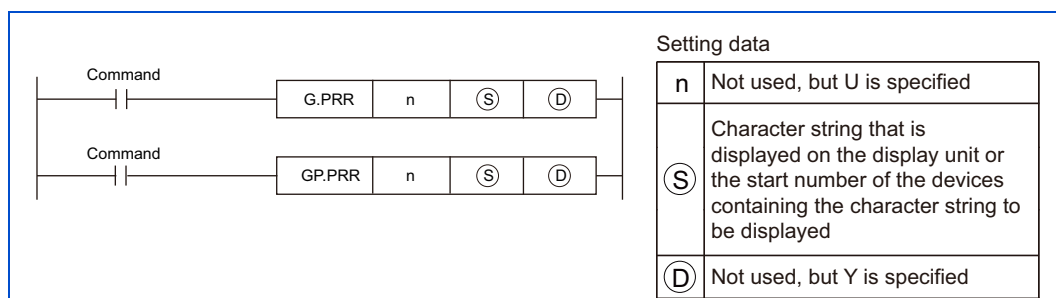 Command
G.PRR n Ⓢ Ⓓ
Command
GP.PRR n Ⓢ Ⓓ
Setting data
n Not used, but U is specified
Ⓢ Character string that is
displayed on the display unit or
the start number of the devices
containing the character string to
be displayed
Ⓓ Not used, but Y is specified